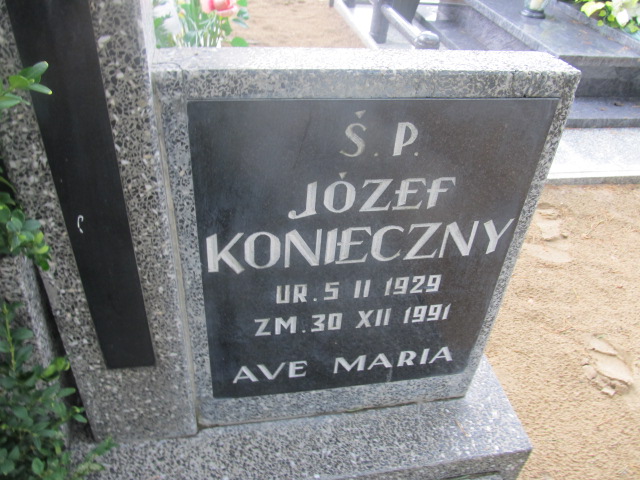 Ś. P.
JÓZEF
KONIECZNY
UR. 5 II 1929
ZM. 30 XII 1991
AVE MARIA